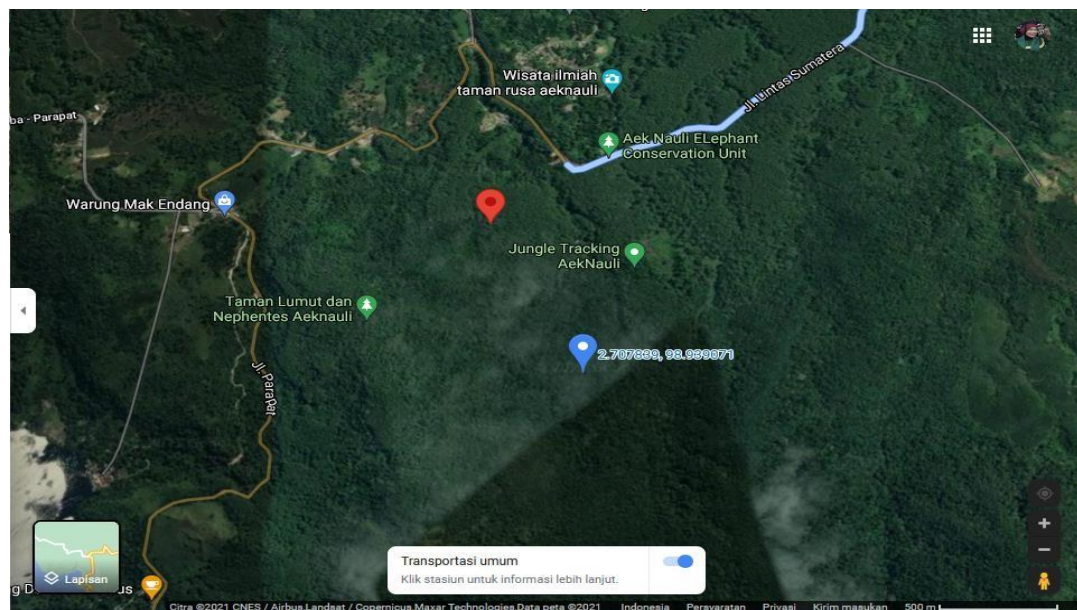 Wisata ilmiah
taman rusa aeknauli
Jl. Lintas Sumatera
ba - Parapat
Aek Nauli ELephant
Conservation Unit
Warung Mak Endang
Jungle Tracking
AekNauli
Taman Lumut dan
Nephentes Aeknauli
2.707839, 98.939071
Jl. Parapat
Transportasi umum
Klik stasiun untuk informasi lebih lanjut.
Lapisan
us
Citra ©2021 CNES / Airbus,Landsat / Copernicus,Maxar Technologies,Data peta ©2021 Indonesia Persyaratan Privasi Kirim masukan 500 m